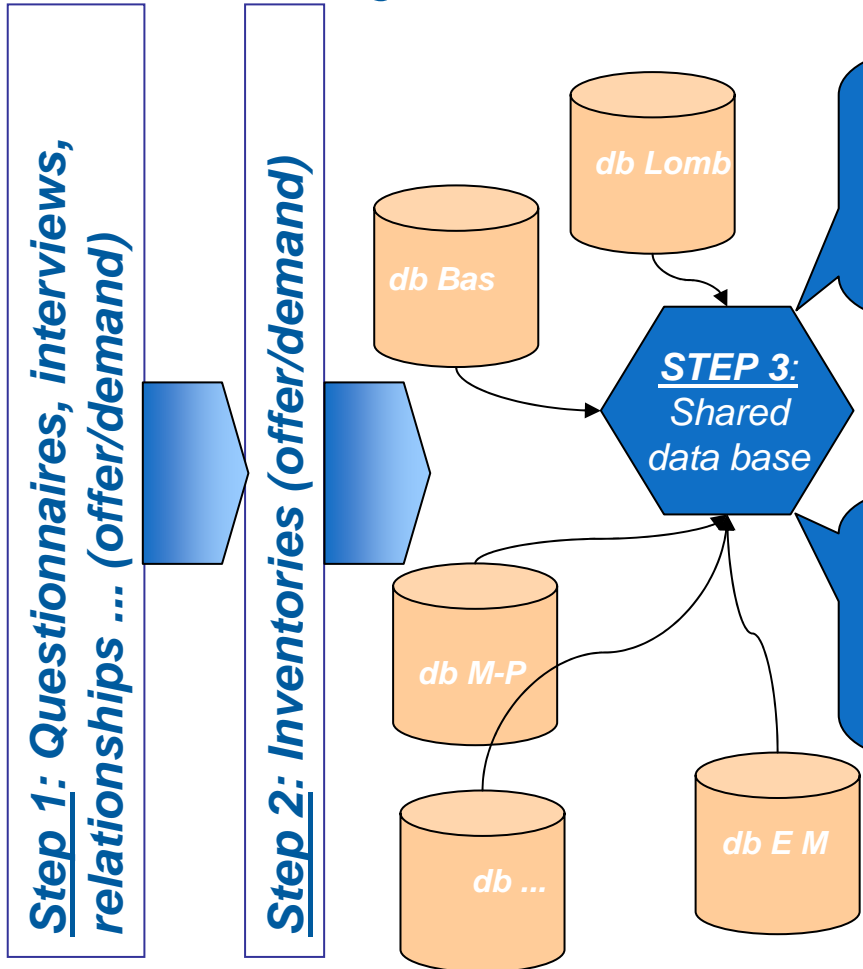 Step 1: Questionnaires, interviews,
relationships ... (offer/demand)
Step 2: Inventories (offer/demand)
db Lomb
db Bas
STEP 3:
Shared
data base
db M-P
db ...
db E M